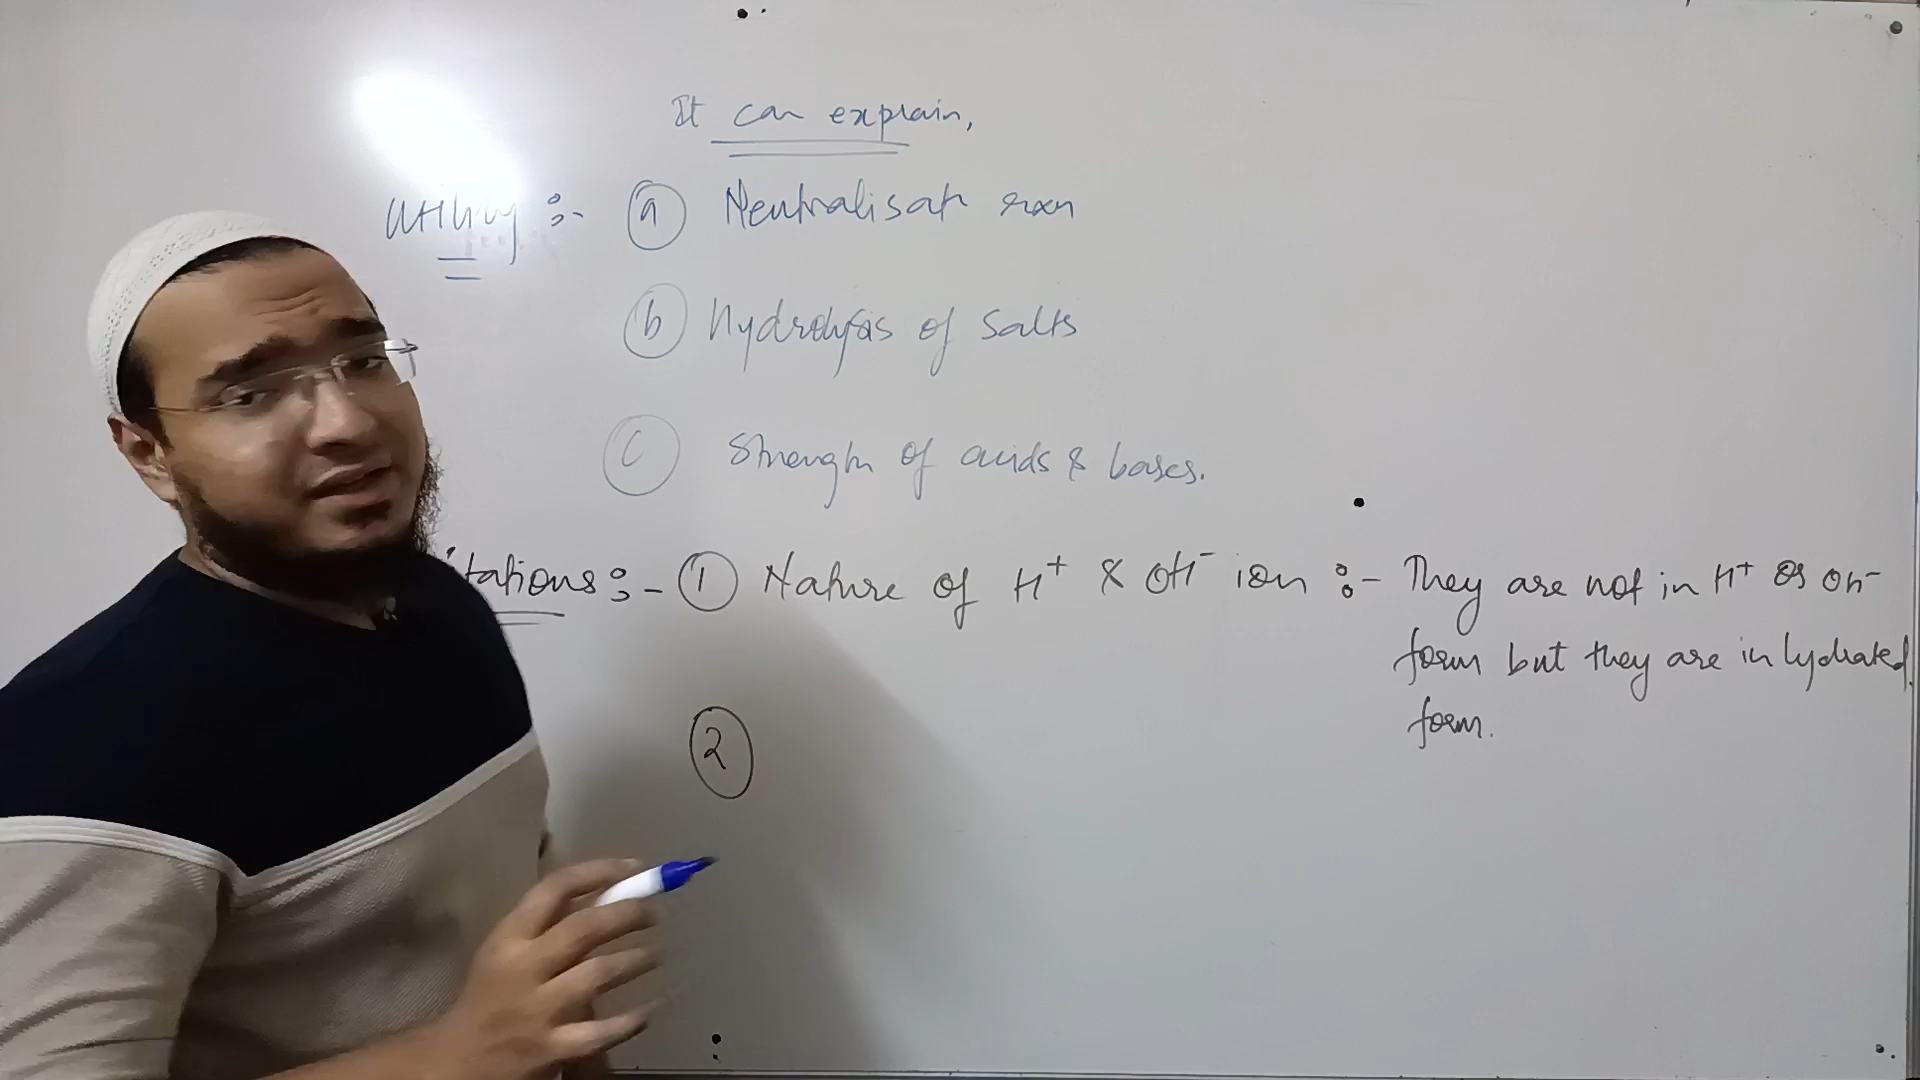 It can explain,
Utility :- (a) Neutralisatn rxn
(b) Hydrolysis of Salts
(c) Strength of acids & bases.
tations :- (1) Nature of H+ & OH- ion :- They are not in H+ or OH-
form but they are in hydrated
form.
(2)